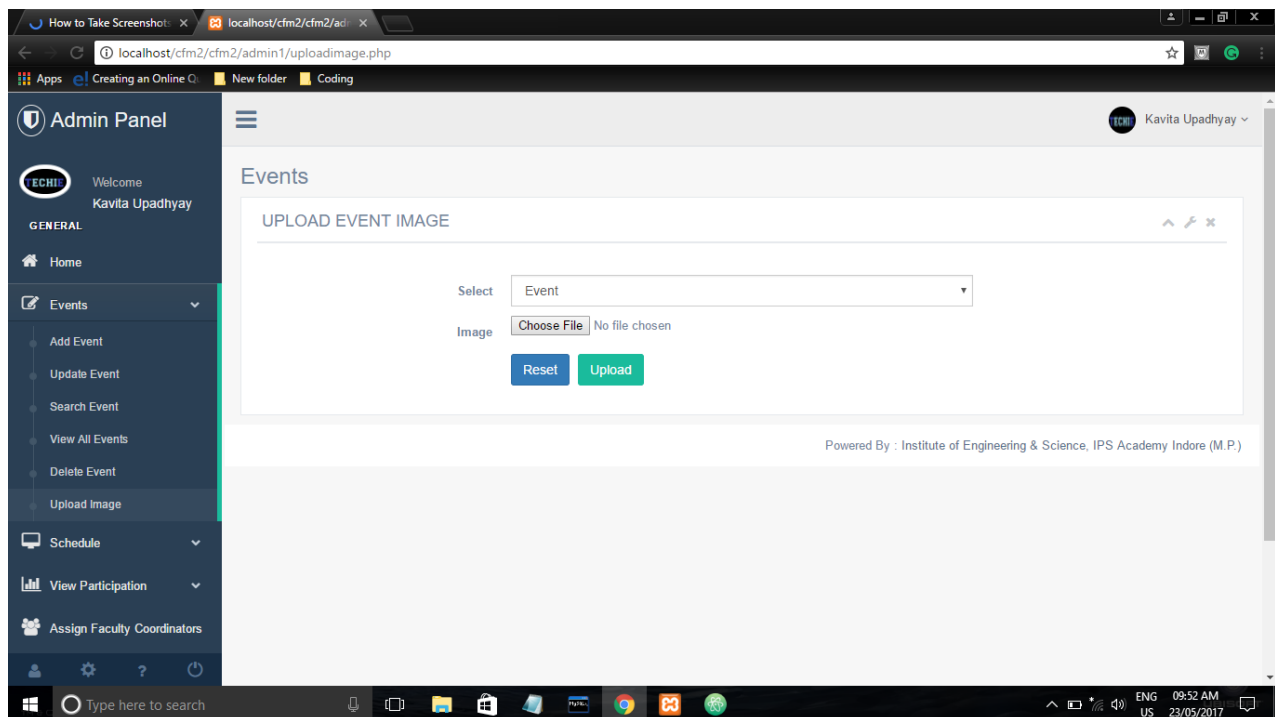 How to Take Screenshots
localhost/cfm2/cfm2/adr
localhost/cfm2/cfm2/admin1/uploadimage.php
Apps
Creating an Online Q
New folder
Coding
Admin Panel
Kavita Upadhyay
TECHIE
Welcome
Kavita Upadhyay
GENERAL
Home
Events
Add Event
Update Event
Search Event
View All Events
Delete Event
Upload Image
Schedule
View Participation
Assign Faculty Coordinators
Events
UPLOAD EVENT IMAGE
Select
Event
Image
Choose File
No file chosen
Reset
Upload
Powered By : Institute of Engineering & Science, IPS Academy Indore (M.P.)
Type here to search
ENG
US
09:52 AM
23/05/2017